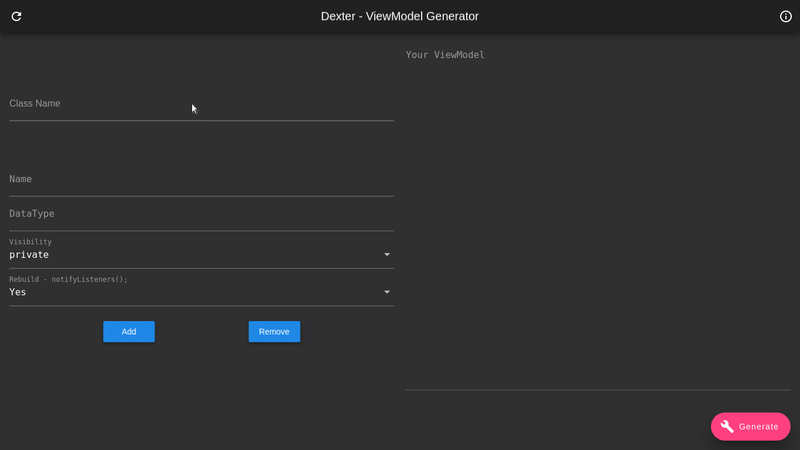 Dexter - ViewModel Generator
Your ViewModel
Class Name
Name
DataType
Visibility
private
Rebuild - notifyListeners();
Yes
Add
Remove
Generate